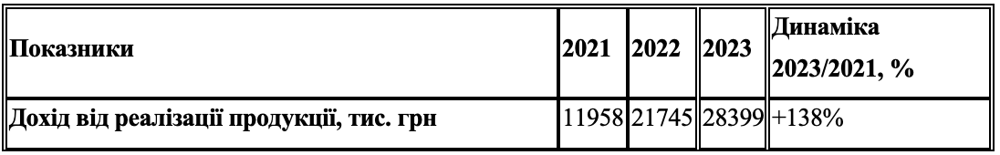 Показники 2021 2022 2023 Динаміка 2023/2021, %
Дохід від реалізації продукції, тис. грн 11958 21745 28399 +138%